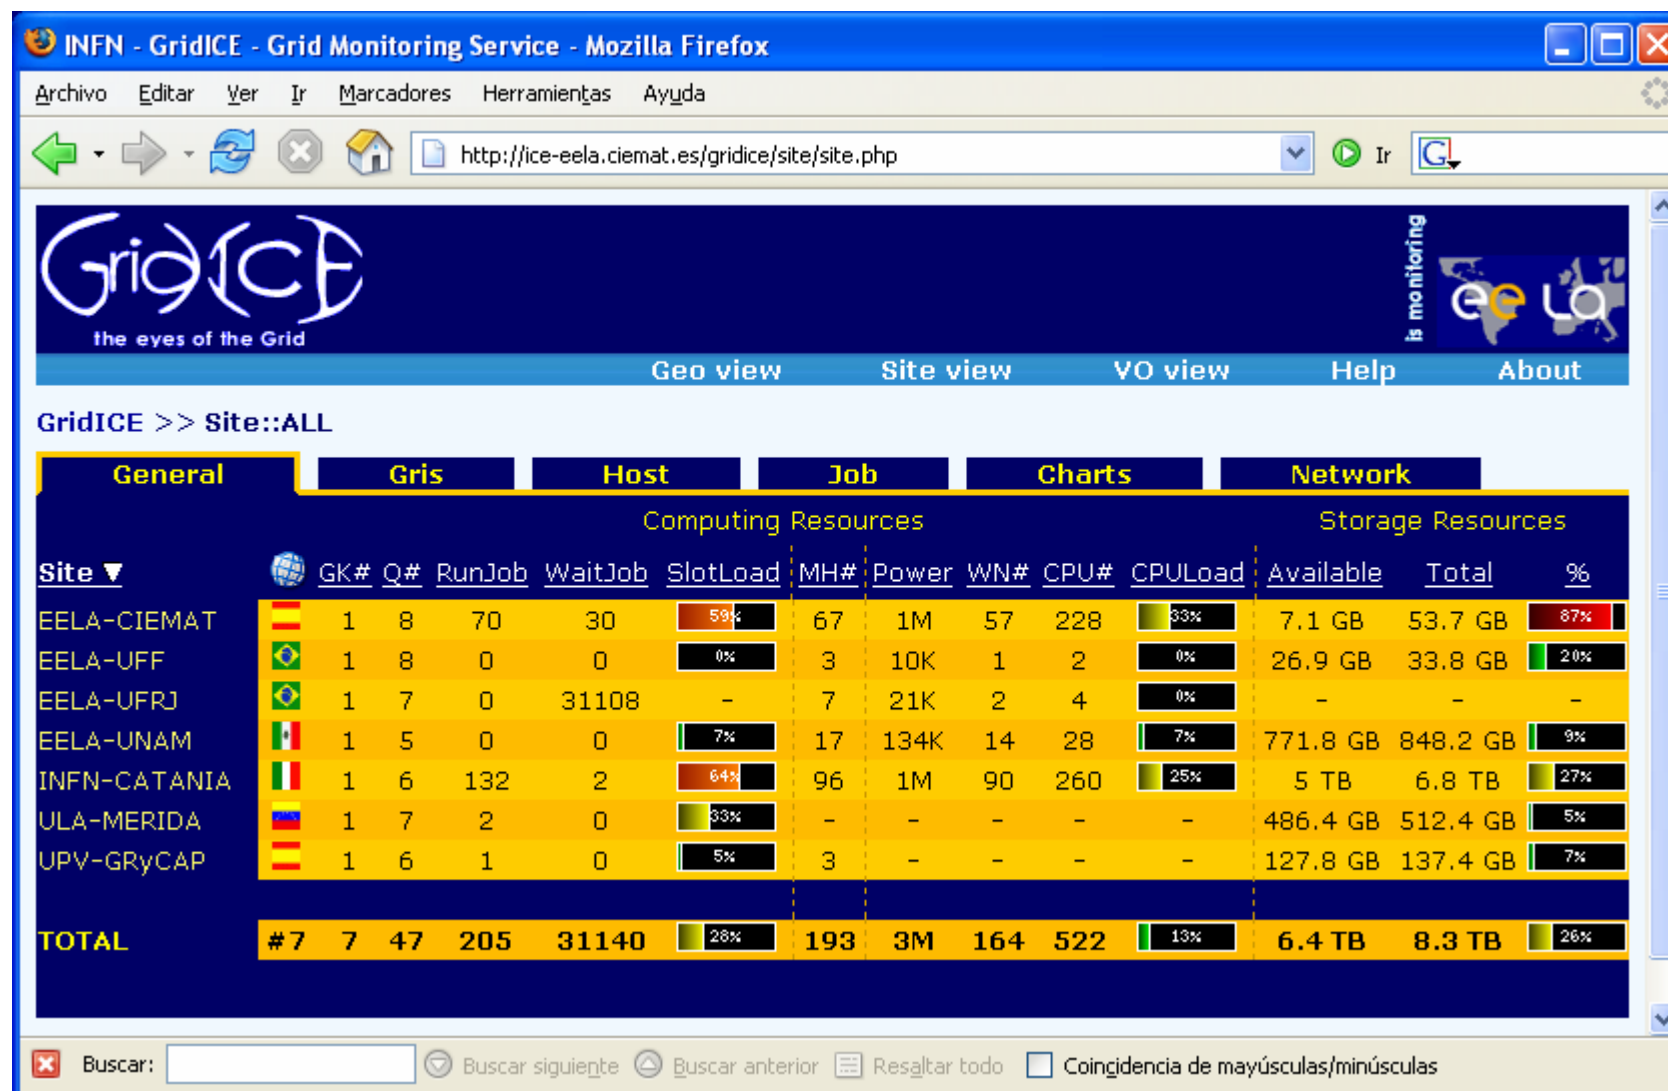 INFN - GridICE - Grid Monitoring Service - Mozilla Firefox
Archivo Editar Ver Ir Marcadores Herramientas Ayuda
http://ice-eela.ciemat.es/gridice/site/site.php Ir G
GridICE
the eyes of the Grid
is monitoring
eela
Geo view Site view VO view Help About
GridICE >> Site::ALL
General Gris Host Job Charts Network
Computing Resources Storage Resources
Site ▼ GK# Q# RunJob WaitJob SlotLoad MH# Power WN# CPU# CPULoad Available Total %
EELA-CIEMAT 1 8 70 30 59% 67 1M 57 228 33% 7.1 GB 53.7 GB 87%
EELA-UFF 1 8 0 0 0% 3 10K 1 2 0% 26.9 GB 33.8 GB 20%
EELA-UFRJ 1 7 0 31108 - 7 21K 2 4 0% - - -
EELA-UNAM 1 5 0 0 7% 17 134K 14 28 7% 771.8 GB 848.2 GB 9%
INFN-CATANIA 1 6 132 2 64% 96 1M 90 260 25% 5 TB 6.8 TB 27%
ULA-MERIDA 1 7 2 0 33% - - - - - 486.4 GB 512.4 GB 5%
UPV-GRyCAP 1 6 1 0 5% 3 - - - - 127.8 GB 137.4 GB 7%
TOTAL #7 7 47 205 31140 28% 193 3M 164 522 13% 6.4 TB 8.3 TB 26%
Buscar: Buscar siguiente Buscar anterior Resaltar todo Coincidencia de mayúsculas/minúsculas